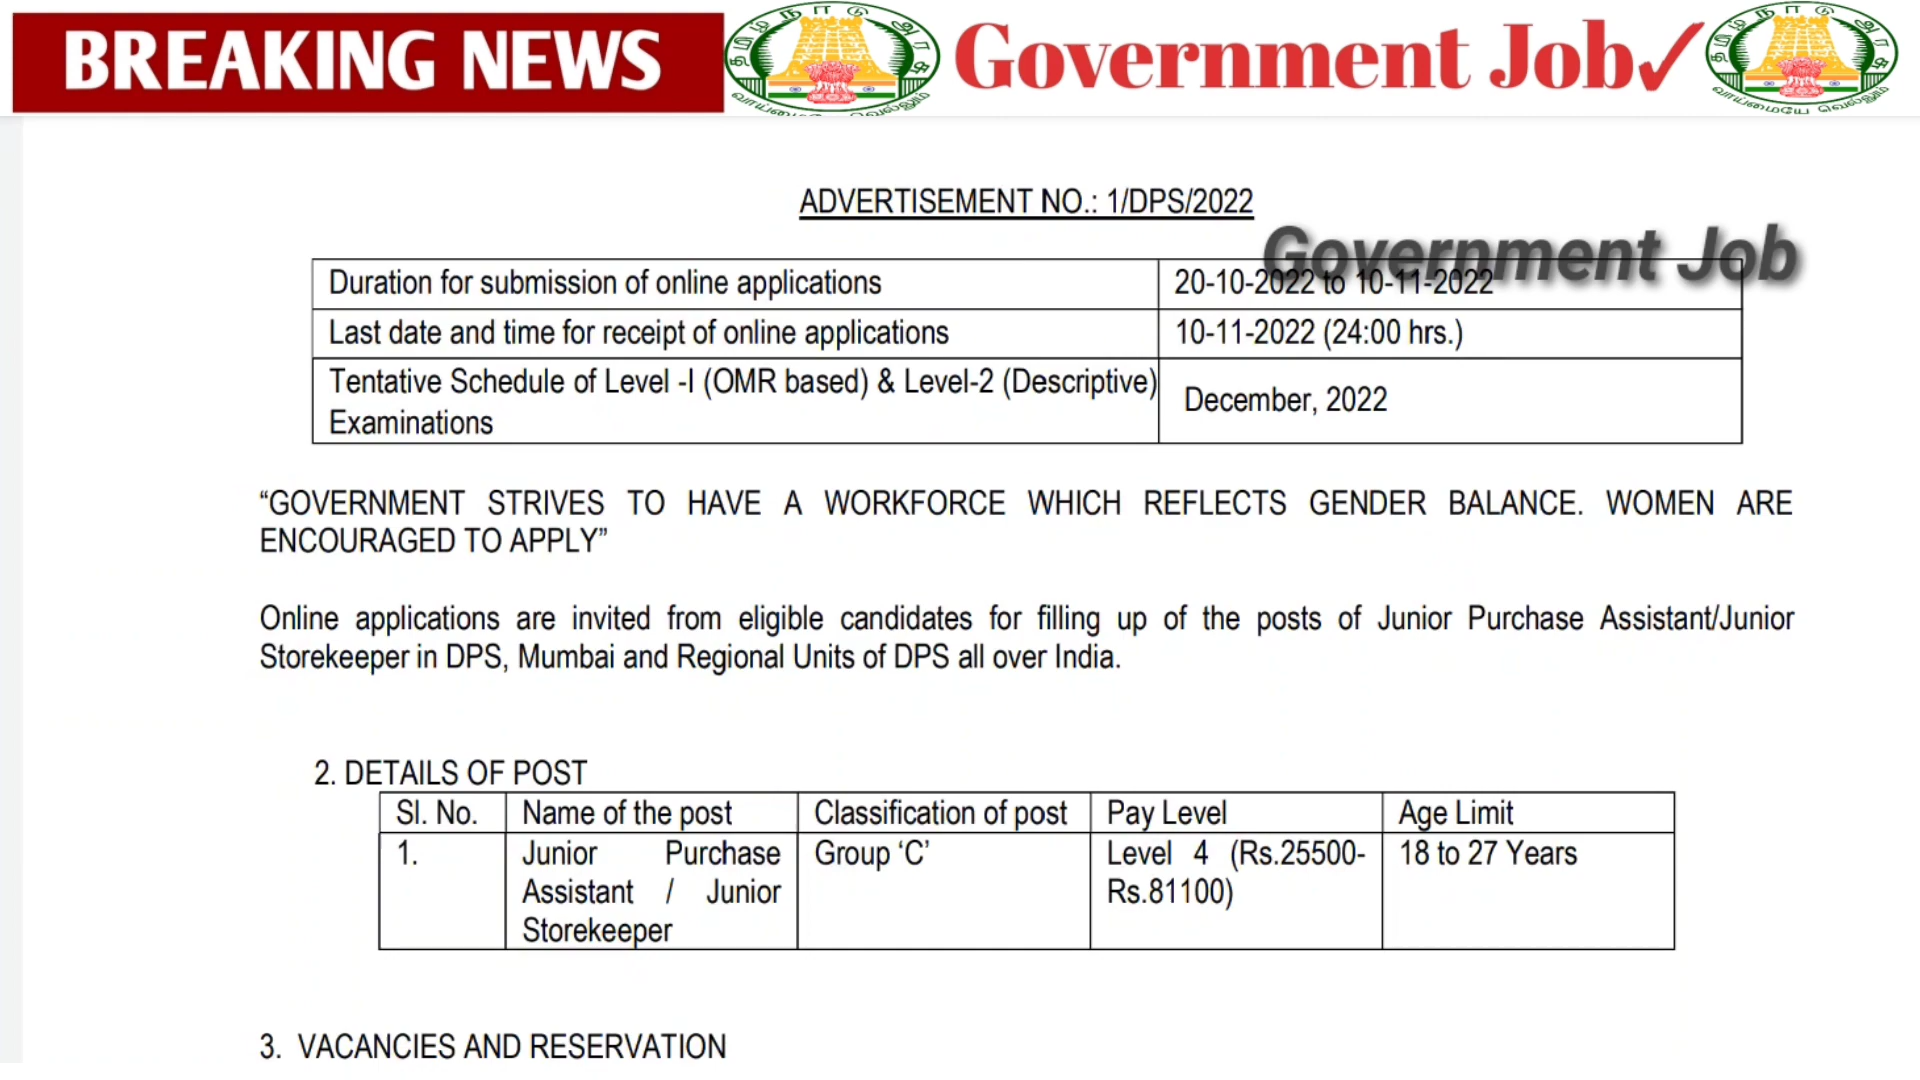 BREAKING NEWS
தமிழ்நாடு அரசு
வாய்மையே வெல்லும்
Government Job✓
தமிழ்நாடு அரசு
வாய்மையே வெல்லும்
ADVERTISEMENT NO.: 1/DPS/2022
Government Job
Duration for submission of online applications 20-10-2022 to 10-11-2022
Last date and time for receipt of online applications 10-11-2022 (24:00 hrs.)
Tentative Schedule of Level -I (OMR based) & Level-2 (Descriptive)
Examinations December, 2022
“GOVERNMENT STRIVES TO HAVE A WORKFORCE WHICH REFLECTS GENDER BALANCE. WOMEN ARE
ENCOURAGED TO APPLY”
Online applications are invited from eligible candidates for filling up of the posts of Junior Purchase Assistant/Junior
Storekeeper in DPS, Mumbai and Regional Units of DPS all over India.
2. DETAILS OF POST
Sl. No. Name of the post Classification of post Pay Level Age Limit
1. Junior Purchase Group ‘C’ Level 4 (Rs.25500- 18 to 27 Years
Assistant / Junior Rs.81100)
Storekeeper
3. VACANCIES AND RESERVATION